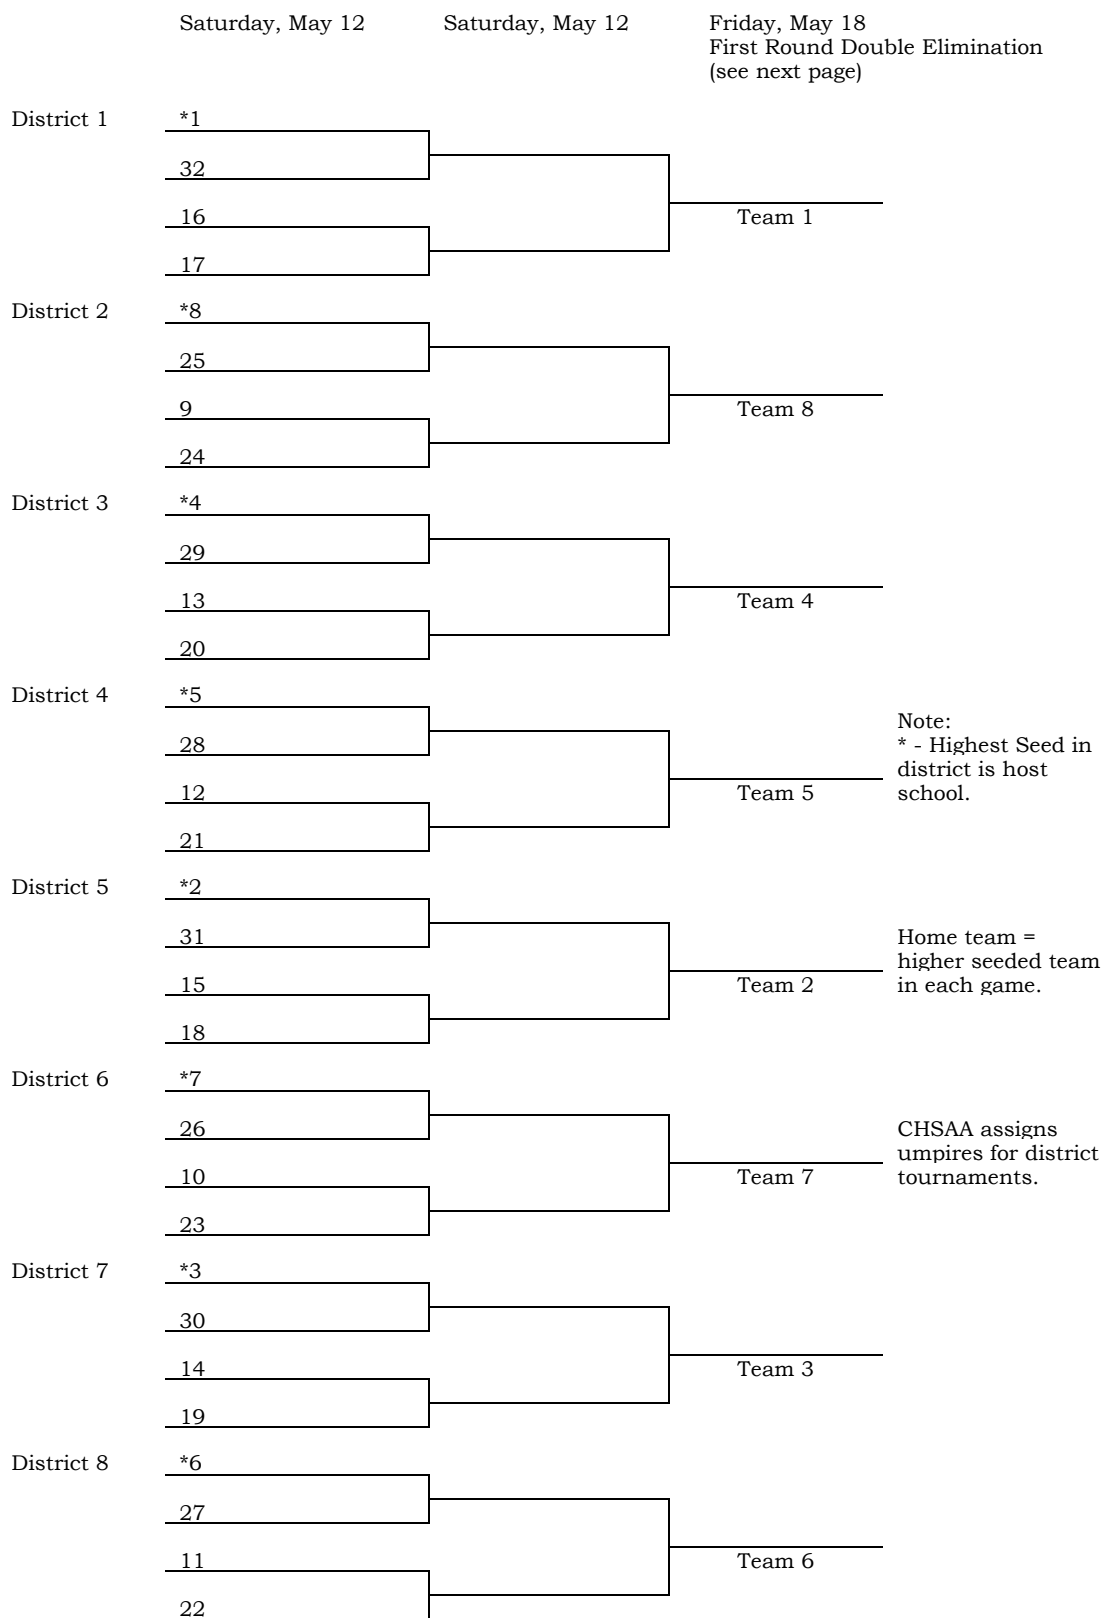 Saturday, May 12 Saturday, May 12 Friday, May 18
First Round Double Elimination
(see next page)
District 1 *1
32
16 Team 1
17
District 2 *8
25
9 Team 8
24
District 3 *4
29
13 Team 4
20
District 4 *5
Note:
28 * - Highest Seed in
district is host
12 Team 5 school.
21
District 5 *2
31 Home team =
higher seeded team
15 Team 2 in each game.
18
District 6 *7
26 CHSAA assigns
umpires for district
10 Team 7 tournaments.
23
District 7 *3
30
14 Team 3
19
District 8 *6
27
11 Team 6
22